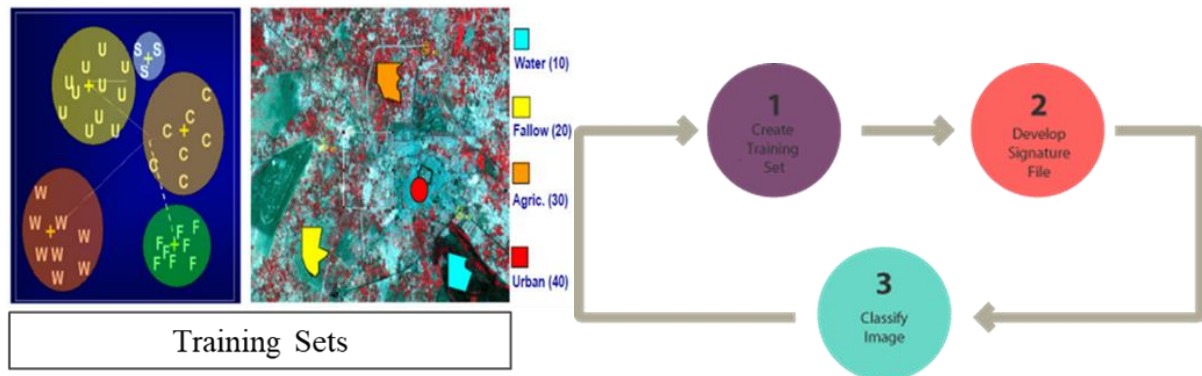 U
U U
U U U
U U
U U
U U
S S
S
C C
C C
C C
C
W
W W
W
W W W
W
F
F F F
F F F
F F
Water (10)
Fallow (20)
Agric. (30)
Urban (40)
Training Sets
1
Create
Training
Set
2
Develop
Signature
File
3
Classify
Image